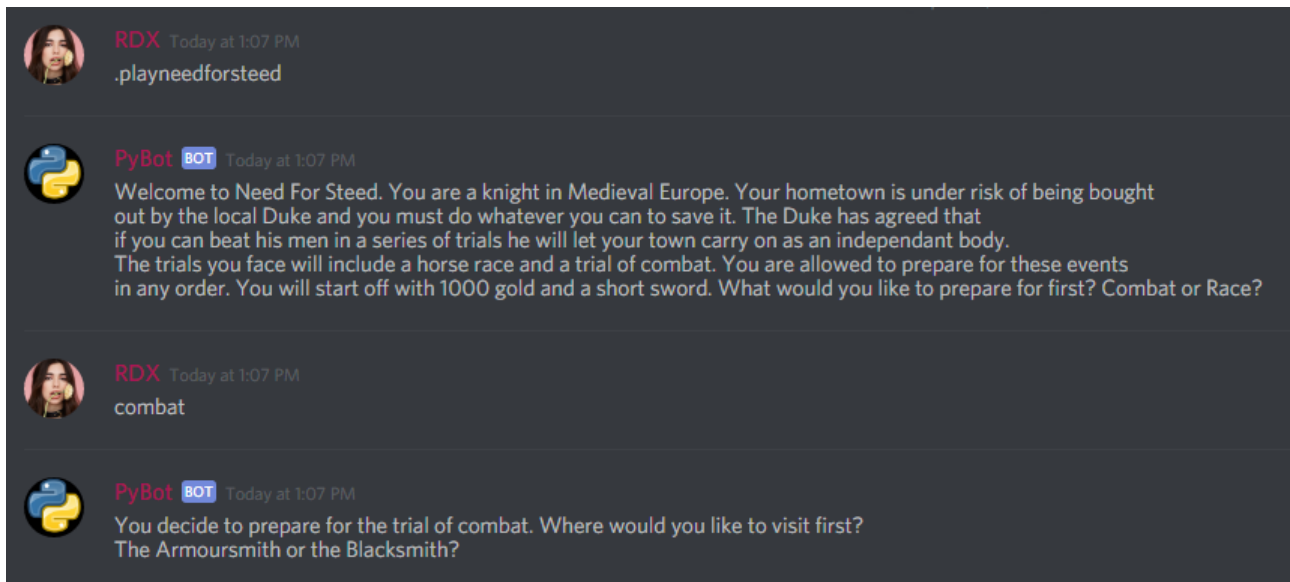 RDX Today at 1:07 PM
.playneedforsteed
PyBot BOT Today at 1:07 PM
Welcome to Need For Steed. You are a knight in Medieval Europe. Your hometown is under risk of being bought
out by the local Duke and you must do whatever you can to save it. The Duke has agreed that
if you can beat his men in a series of trials he will let your town carry on as an independant body.
The trials you face will include a horse race and a trial of combat. You are allowed to prepare for these events
in any order. You will start off with 1000 gold and a short sword. What would you like to prepare for first? Combat or Race?
RDX Today at 1:07 PM
combat
PyBot BOT Today at 1:07 PM
You decide to prepare for the trial of combat. Where would you like to visit first?
The Armoursmith or the Blacksmith?